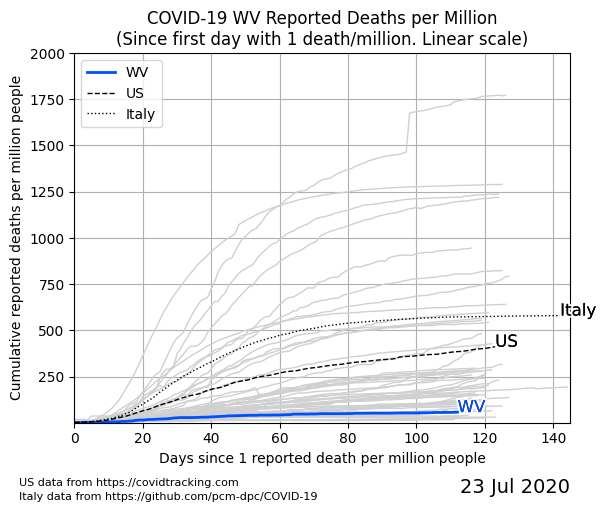 COVID-19 WV Reported Deaths per Million
(Since first day with 1 death/million. Linear scale)
2000
1750
1500
1250
1000
750
500
250
Cumulative reported deaths per million people
WV
US
Italy
Italy
US
WV
0
20
40
60
80
100
120
140
Days since 1 reported death per million people
US data from https://covidtracking.com
Italy data from https://github.com/pcm-dpc/COVID-19
23 Jul 2020